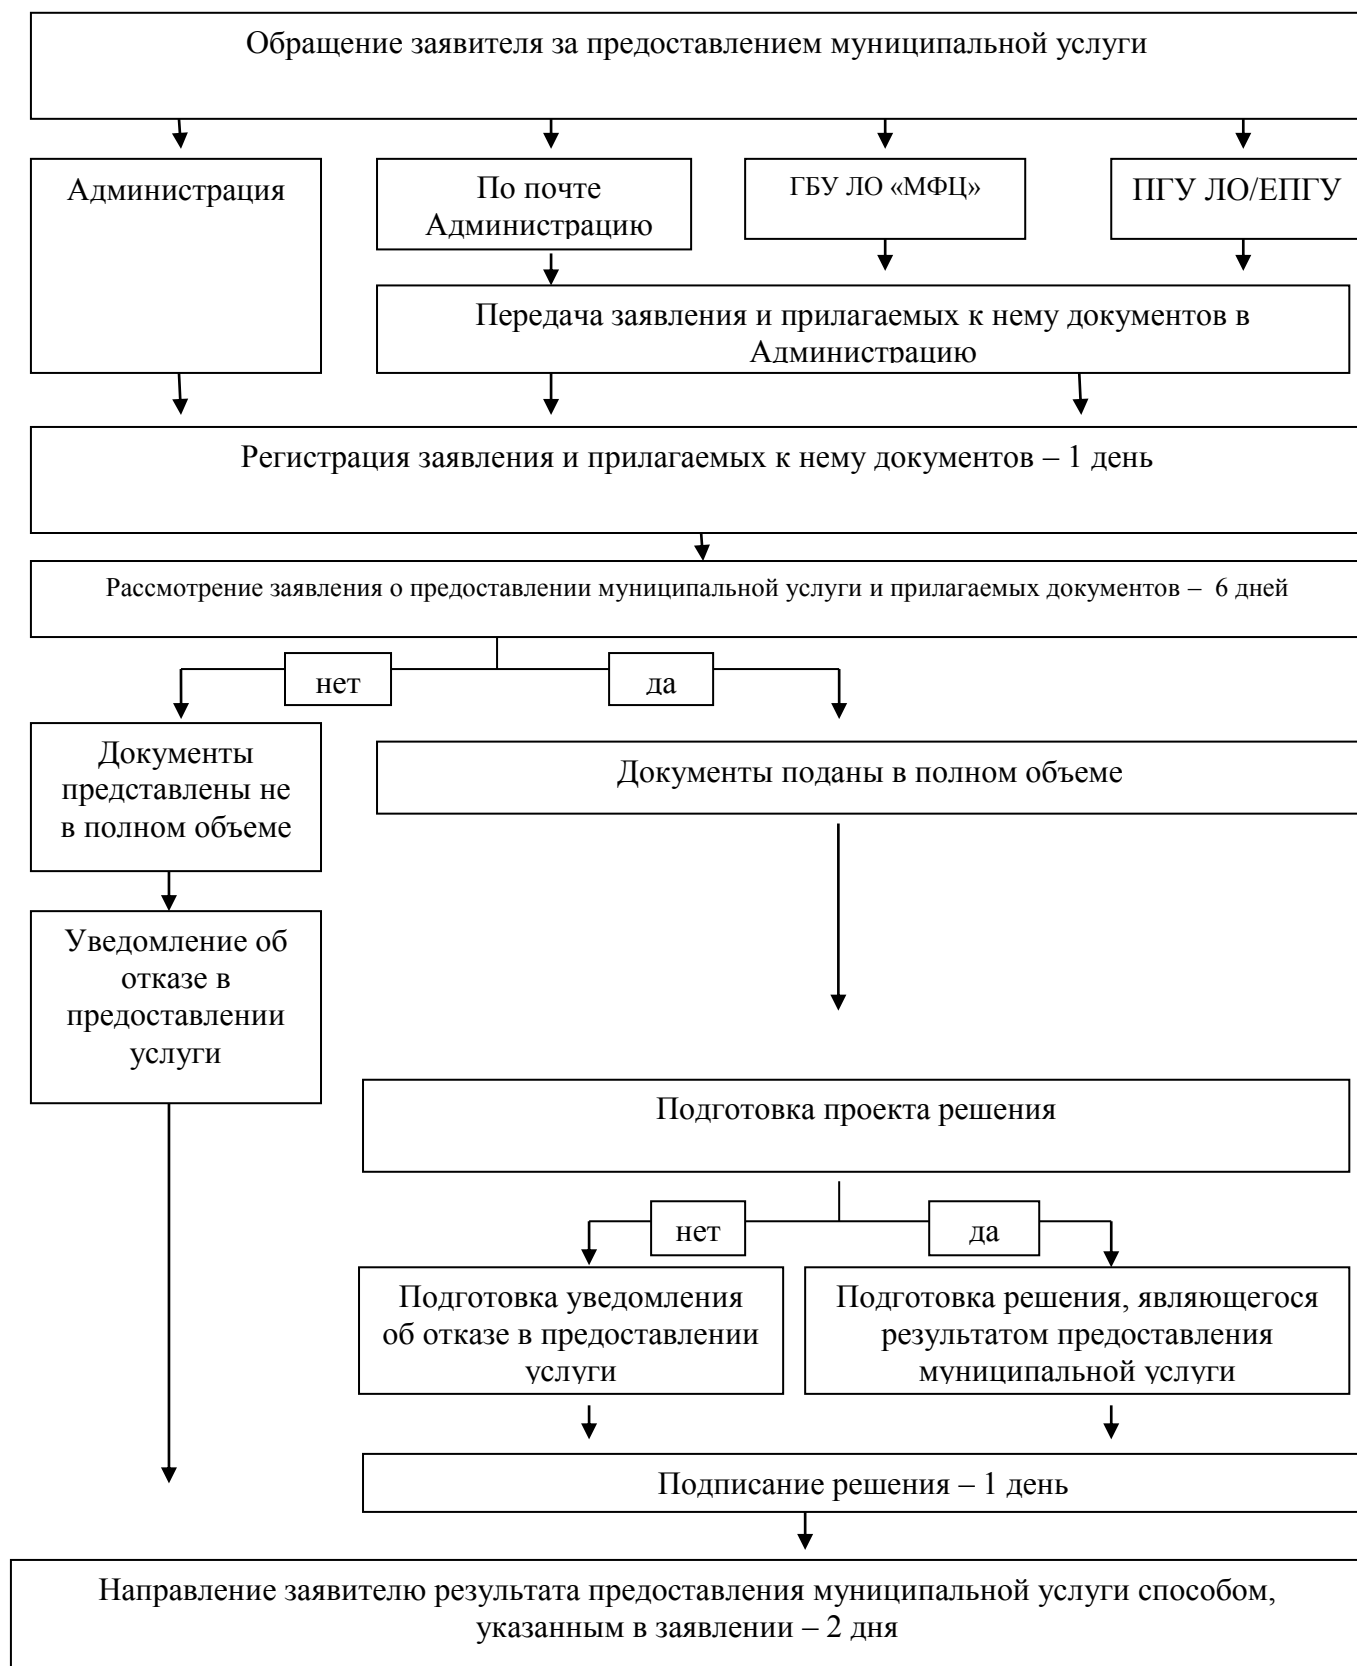 Обращение заявителя за предоставлением муниципальной услуги
Администрация
По почте
Администрацию
ГБУ ЛО «МФЦ»
ПГУ ЛО/ЕПГУ
Передача заявления и прилагаемых к нему документов в
Администрацию
Регистрация заявления и прилагаемых к нему документов – 1 день
Рассмотрение заявления о предоставлении муниципальной услуги и прилагаемых документов – 6 дней
нет
да
Документы
представлены не
в полном объеме
Документы поданы в полном объеме
Уведомление об
отказе в
предоставлении
услуги
Подготовка проекта решения
нет
да
Подготовка уведомления
об отказе в предоставлении
услуги
Подготовка решения, являющегося
результатом предоставления
муниципальной услуги
Подписание решения – 1 день
Направление заявителю результата предоставления муниципальной услуги способом,
указанным в заявлении – 2 дня